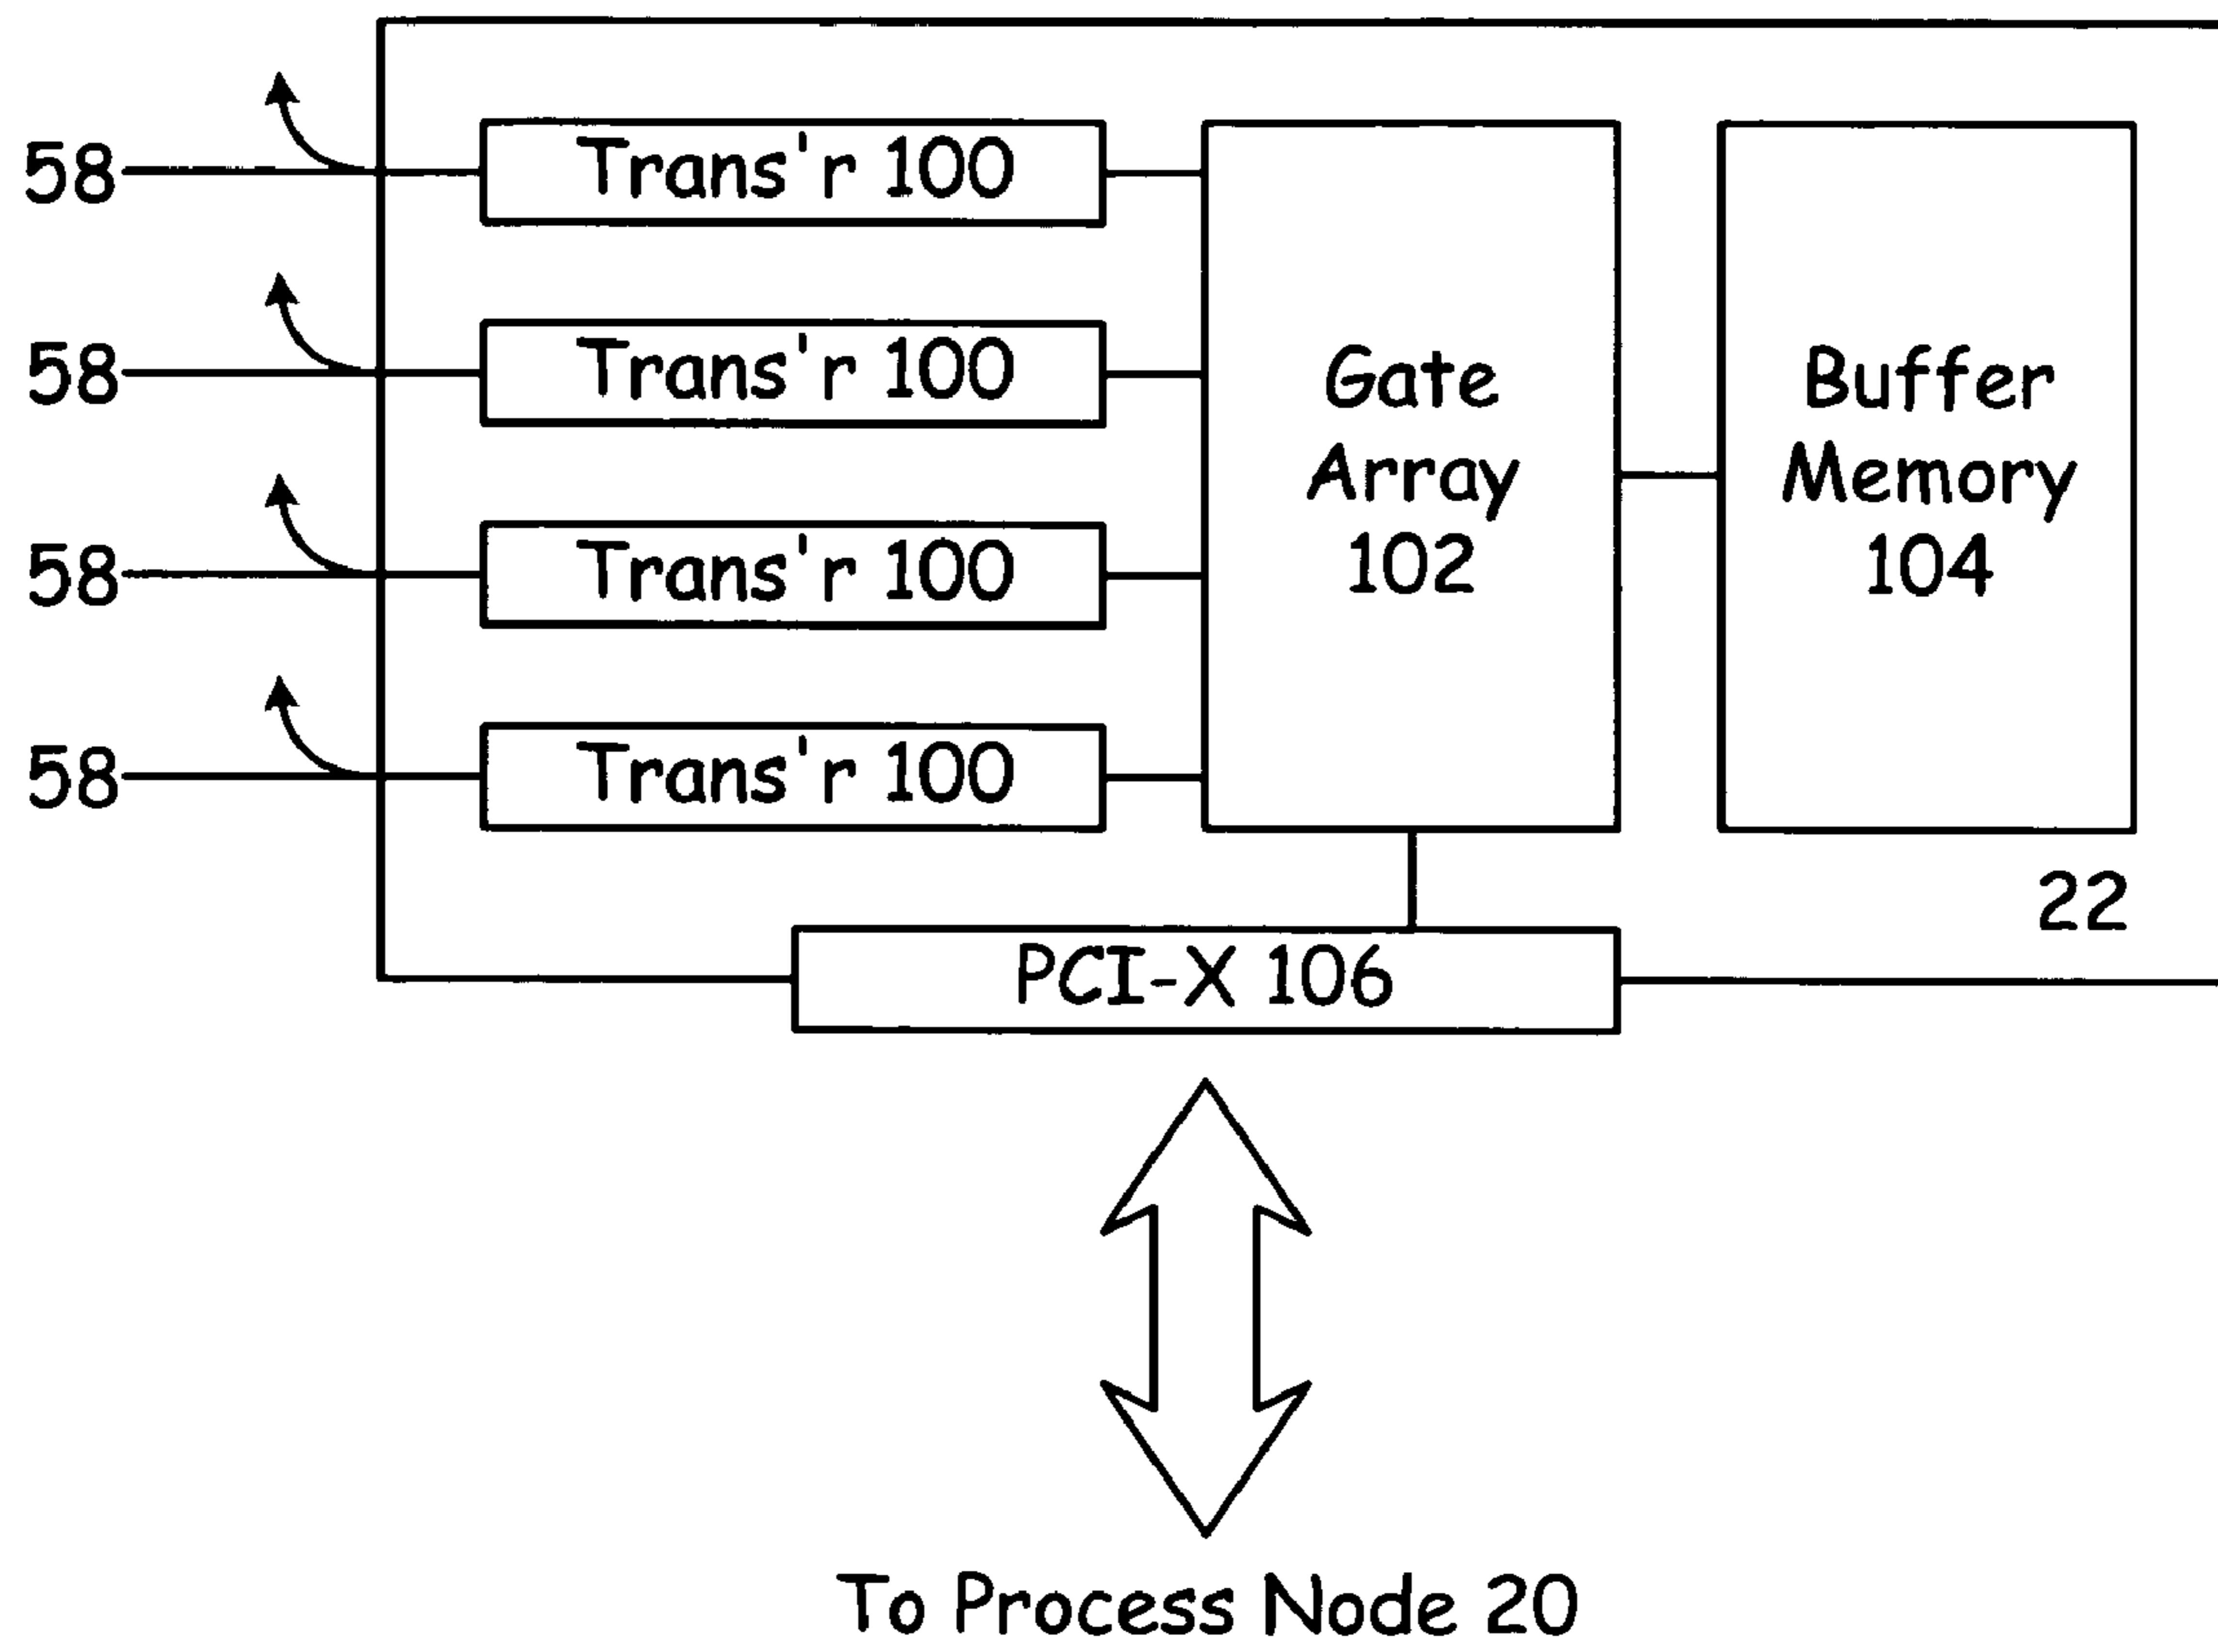 58
Trans'r 100
58
Trans'r 100
58
Trans'r 100
58
Trans'r 100
Gate
Array
102
Buffer
Memory
104
22
PCI-X 106
To Process Node 20